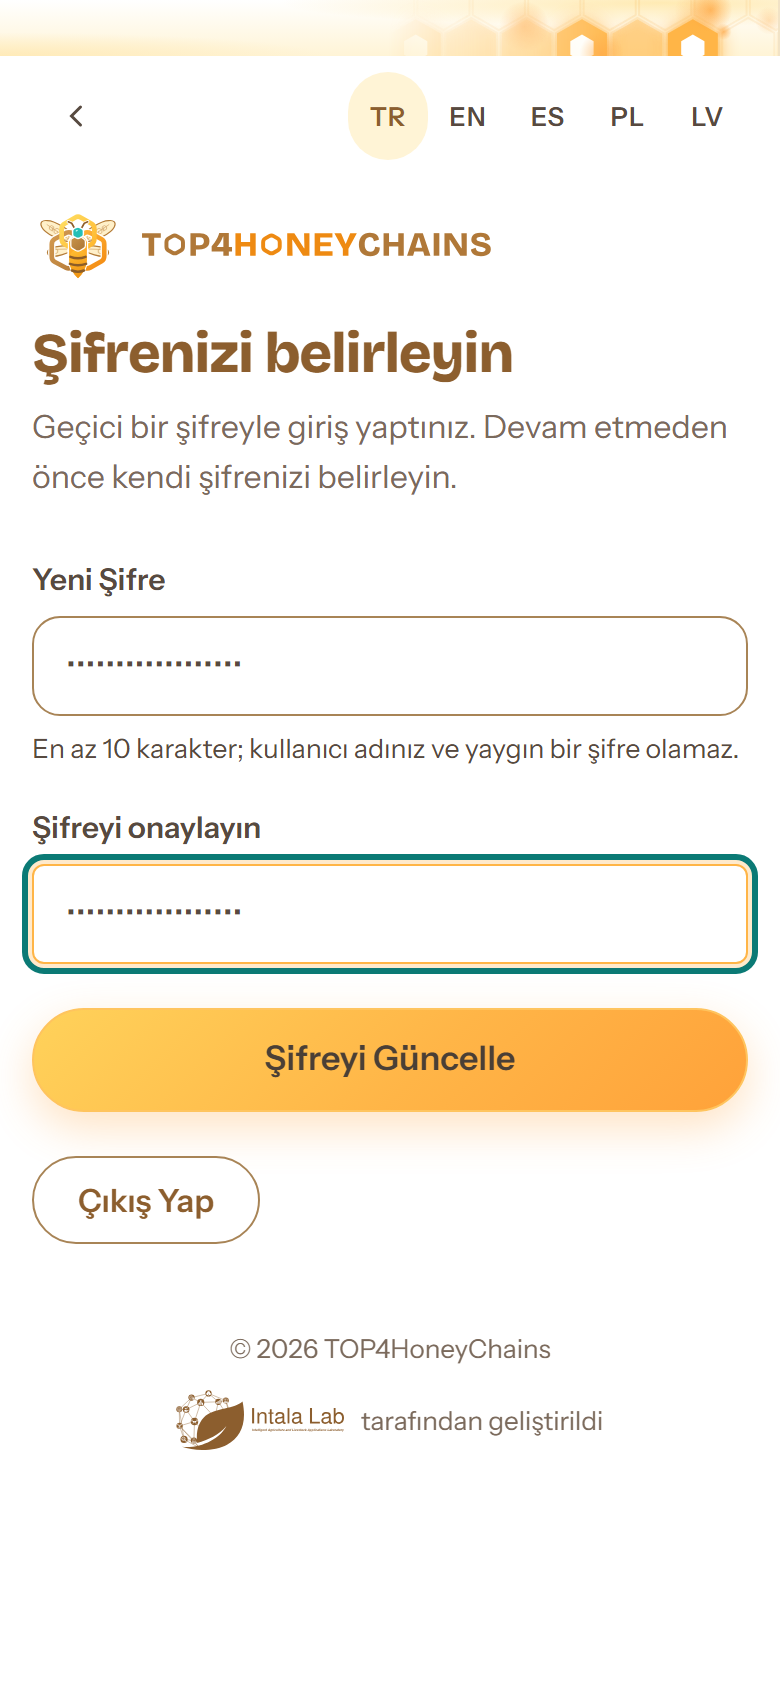 TR EN ES PL LV
TOP4HONEYCHAINS
Şifrenizi belirleyin
Geçici bir şifreyle giriş yaptınız. Devam etmeden
önce kendi şifrenizi belirleyin.
Yeni Şifre
En az 10 karakter; kullanıcı adınız ve yaygın bir şifre olamaz.
Şifreyi onaylayın
Şifreyi Güncelle
Çıkış Yap
© 2026 TOP4HoneyChains
Intala Lab tarafından geliştirildi